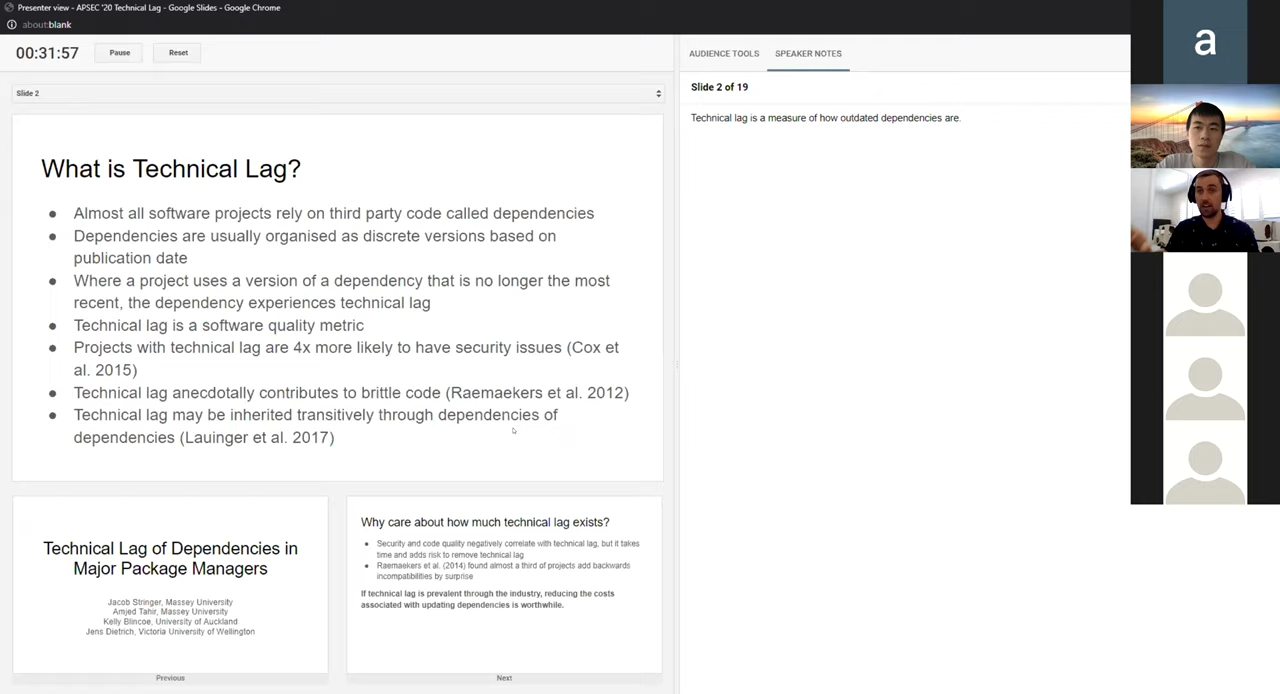 Presenter view - APSEC '20 Technical Lag - Google Slides - Google Chrome
about:blank
00:31:57
Pause
Reset
Slide 2
What is Technical Lag?
● Almost all software projects rely on third party code called dependencies
● Dependencies are usually organised as discrete versions based on
publication date
● Where a project uses a version of a dependency that is no longer the most
recent, the dependency experiences technical lag
● Technical lag is a software quality metric
● Projects with technical lag are 4x more likely to have security issues (Cox et
al. 2015)
● Technical lag anecdotally contributes to brittle code (Raemaekers et al. 2012)
● Technical lag may be inherited transitively through dependencies of
dependencies (Lauinger et al. 2017)
Technical Lag of Dependencies in
Major Package Managers
Jacob Stringer, Massey University
Amjed Tahir, Massey University
Kelly Blincoe, University of Auckland
Jens Dietrich, Victoria University of Wellington
Previous
Why care about how much technical lag exists?
● Security and code quality negatively correlate with technical lag, but it takes
time and adds risk to remove technical lag
● Raemaekers et al. (2014) found almost a third of projects add backwards
incompatibilities by surprise
If technical lag is prevalent through the industry, reducing the costs
associated with updating dependencies is worthwhile.
Next
AUDIENCE TOOLS
SPEAKER NOTES
Slide 2 of 19
Technical lag is a measure of how outdated dependencies are.
a